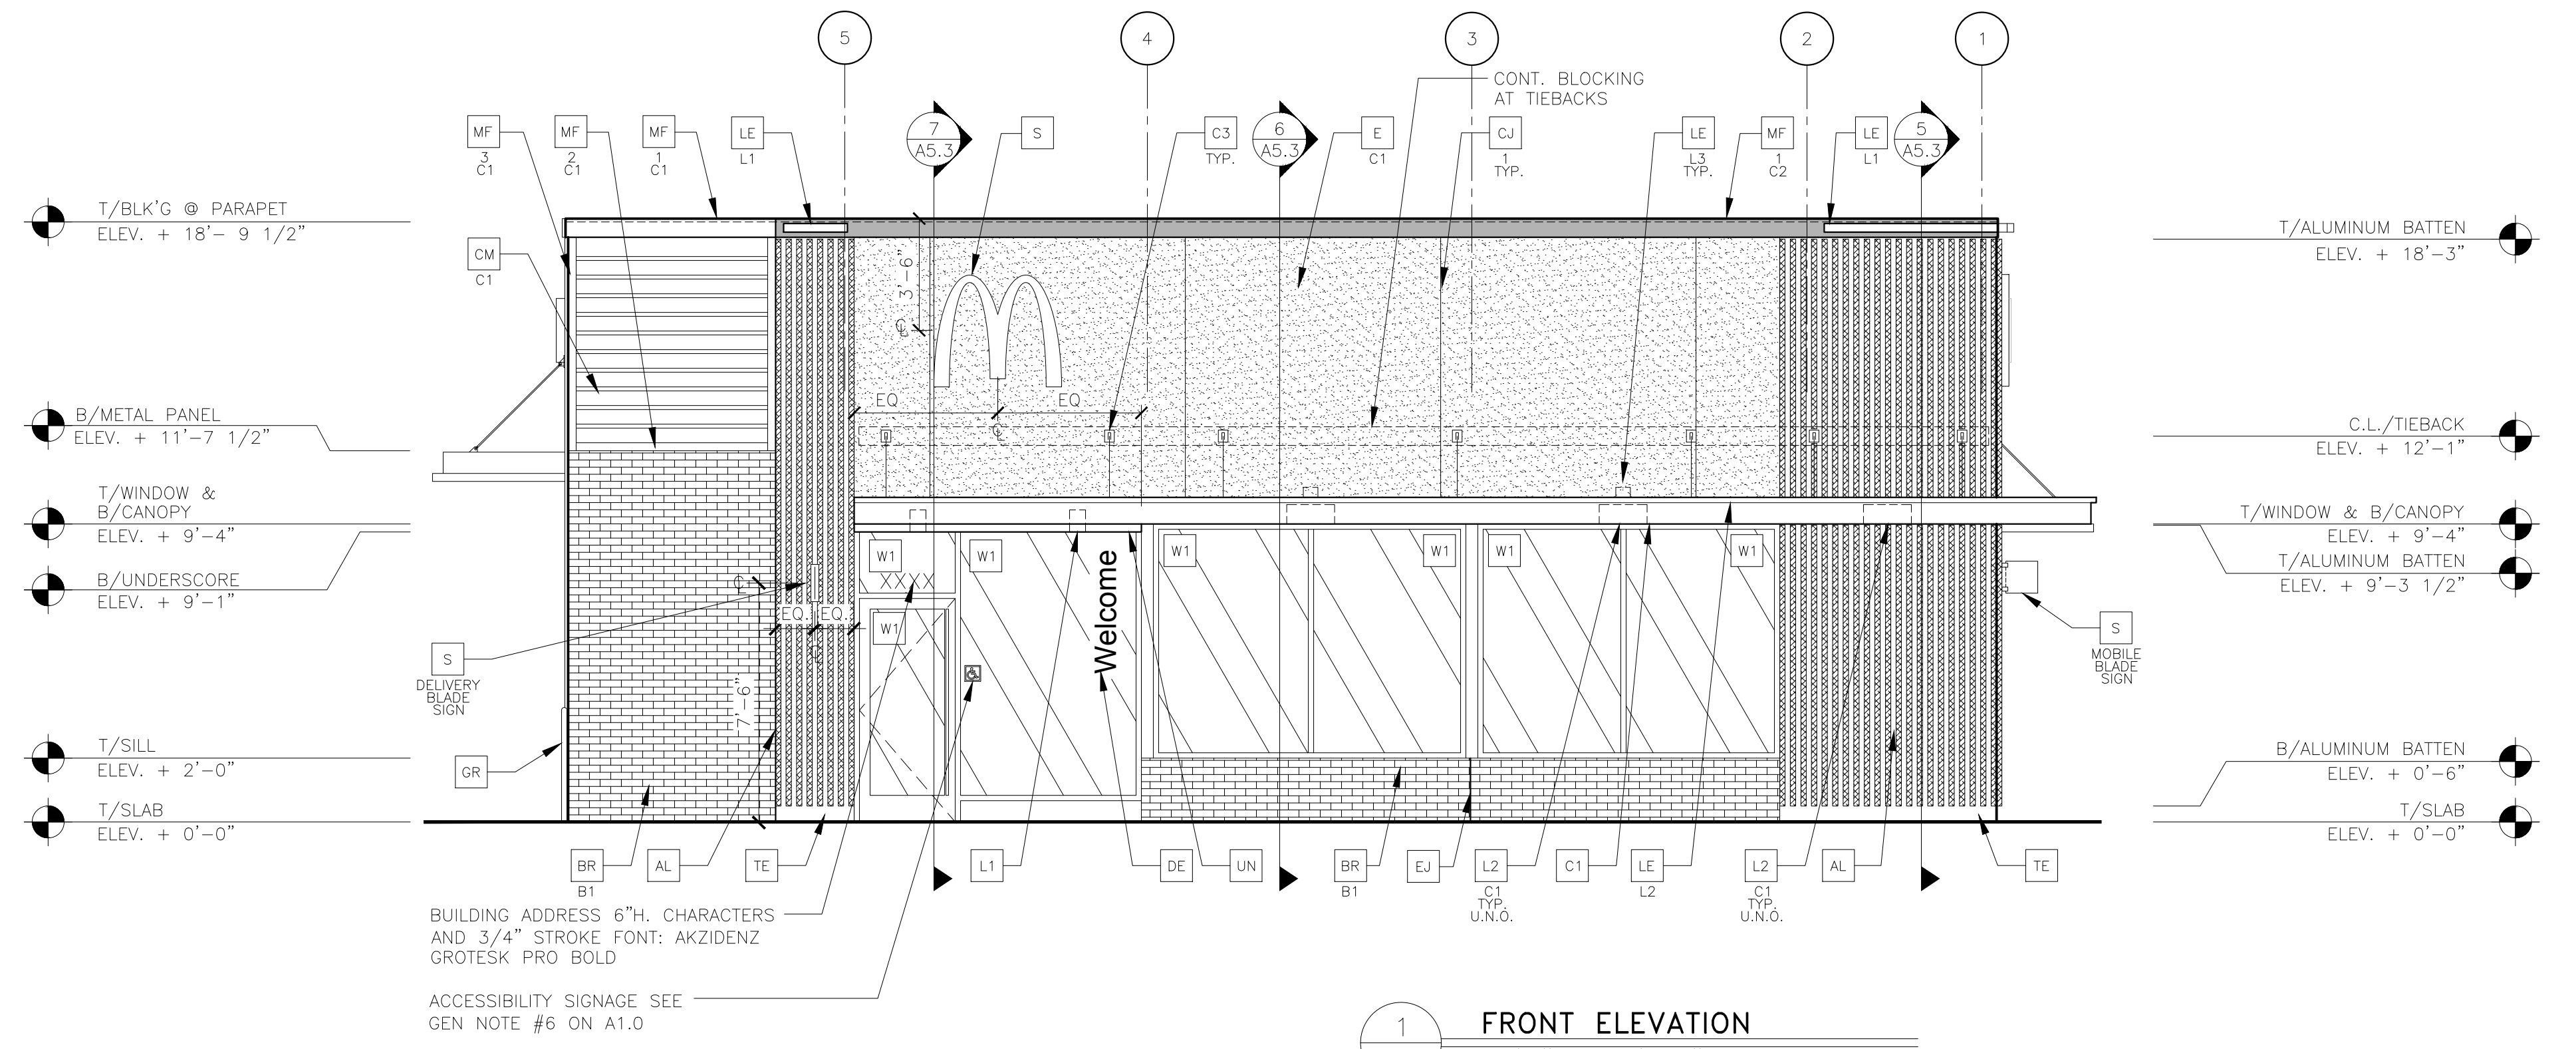 5
4
3
2
1
CONT. BLOCKING
AT TIEBACKS
MF
3
C1
MF
2
C1
MF
1
C1
LE
L1
7
A5.3
S
C3
TYP.
6
A5.3
E
C1
CJ
1
TYP.
LE
L3
TYP.
MF
1
C2
LE
L1
5
A5.3
T/BLK'G @ PARAPET
ELEV. + 18'- 9 1/2"
CM
C1
B/METAL PANEL
ELEV. + 11'-7 1/2"
T/WINDOW &
B/CANOPY
ELEV. + 9'-4"
B/UNDERSCORE
ELEV. + 9'-1"
S
DELIVERY
BLADE
SIGN
GR
T/SILL
ELEV. + 2'-0"
T/SLAB
ELEV. + 0'-0"
3'-6"
℄
EQ
EQ
℄
℄
EQ.
EQ.
℄
7'-6"
W1
XXXX
W1
W1
Welcome
W1
W1
W1
W1
T/ALUMINUM BATTEN
ELEV. + 18'-3"
C.L./TIEBACK
ELEV. + 12'-1"
T/WINDOW & B/CANOPY
ELEV. + 9'-4"
T/ALUMINUM BATTEN
ELEV. + 9'-3 1/2"
S
MOBILE
BLADE
SIGN
B/ALUMINUM BATTEN
ELEV. + 0'-6"
T/SLAB
ELEV. + 0'-0"
BR
B1
AL
TE
L1
DE
UN
BR
B1
EJ
L2
C1
TYP.
U.N.O.
C1
LE
L2
L2
C1
TYP.
U.N.O.
AL
TE
BUILDING ADDRESS 6"H. CHARACTERS
AND 3/4" STROKE FONT: AKZIDENZ
GROTESK PRO BOLD
ACCESSIBILITY SIGNAGE SEE
GEN NOTE #6 ON A1.0
1
FRONT ELEVATION